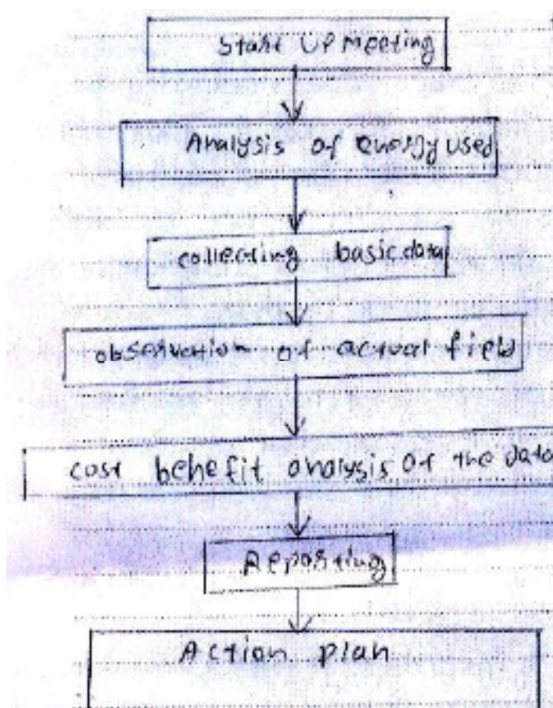 Start UP Meeting
Analysis of energy used
collecting basic data
observation of actual field
cost benefit analysis of the data
Reporting
Action plan